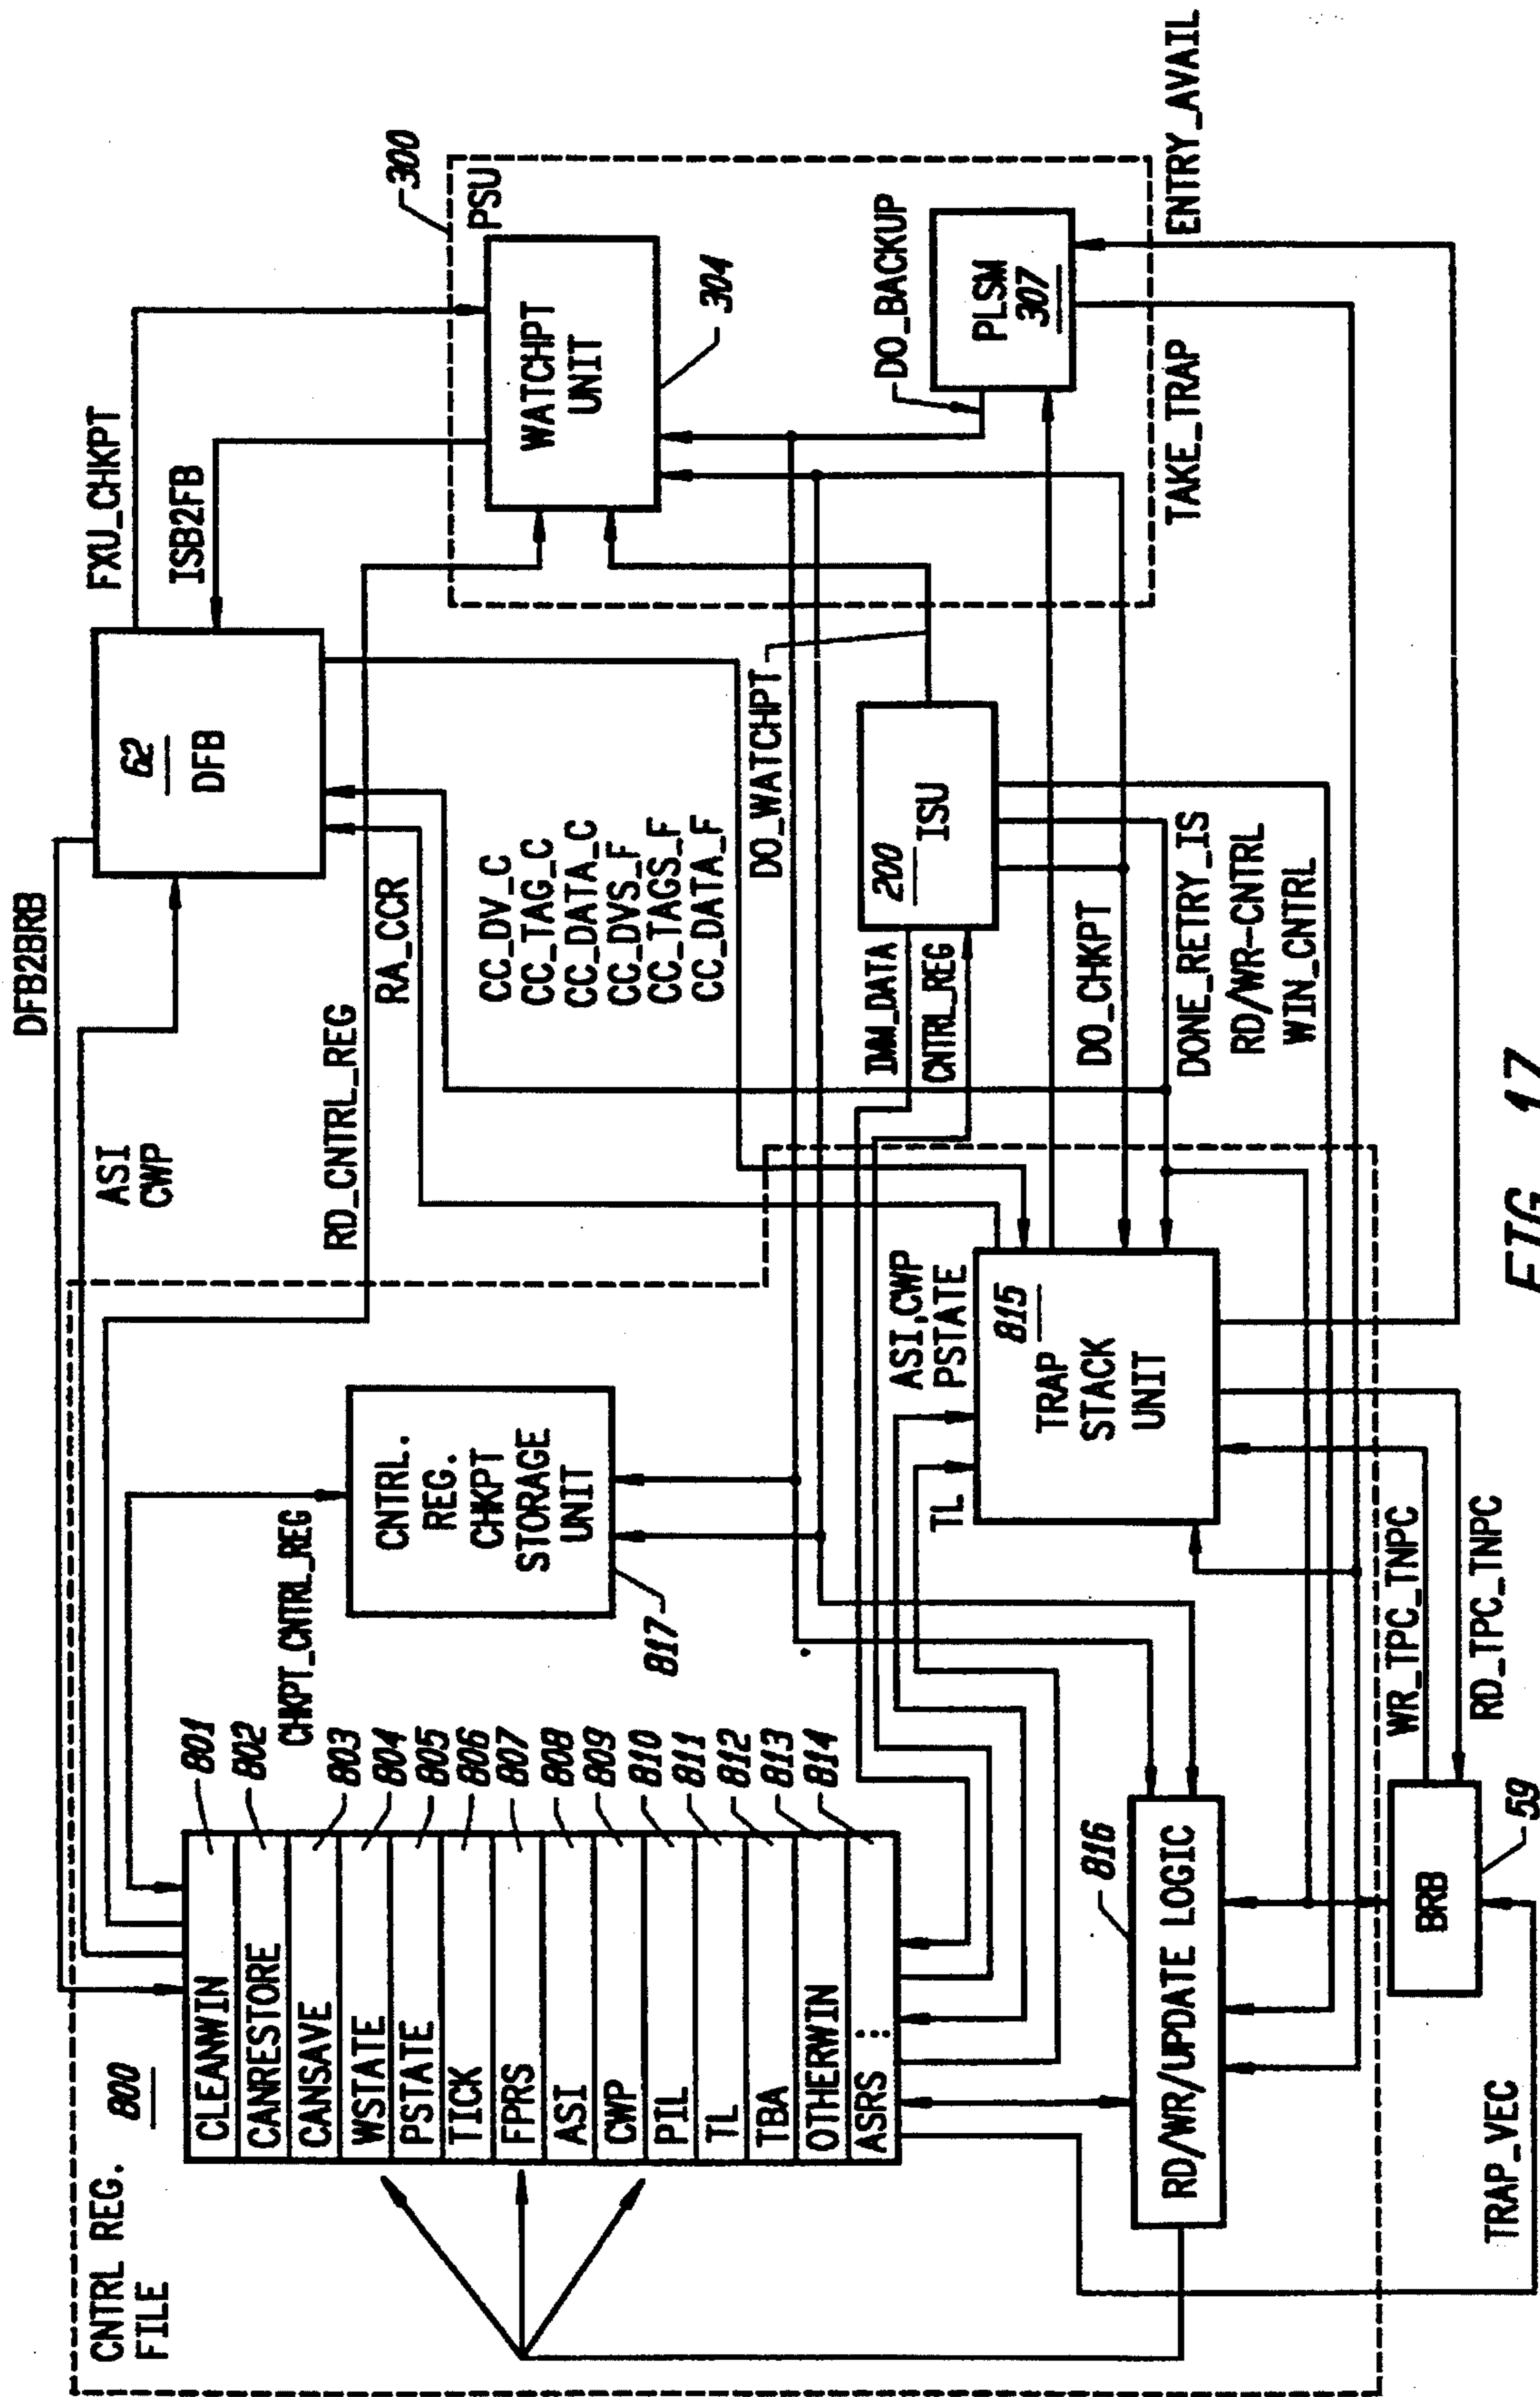 CNTRL REG.
FILE
800
CLEANWIN
CANRESTORE
CANSAVE
WSTATE
PSTATE
TICK
FPRS
ASI
CWP
PIL
TL
TBA
OTHERWIN
ASRS ...
801
802
803
804
805
806
807
808
809
810
811
812
813
814
CHKPT_CNTRL_REG
CNTRL.
REG.
CHKPT
STORAGE
UNIT
817
DFB2BRB
ASI
CWP
RD_CNTRL_REG
RA_CCR
62
DFB
FXU_CHKPT
ISB2FB
300
PSU
WATCHPT
UNIT
304
CC_DV_C
CC_TAG_C
CC_DATA_C
CC_DVS_F
CC_TAGS_F
CC_DATA_F
DO_WATCHPT
IMM_DATA
CNTRL_REG
200
ISU
DO_BACKUP
PLSM
307
ASI,CWP
PSTATE
TL
815
TRAP
STACK
UNIT
DO_CHKPT
DONE_RETRY_IS
RD/WR-CNTRL
WIN_CNTRL
TAKE_TRAP
ENTRY_AVAIL
816
RD/WR/UPDATE LOGIC
WR_TPC_TNPC
RD_TPC_TNPC
BRB
59
TRAP_VEC
FIG._17